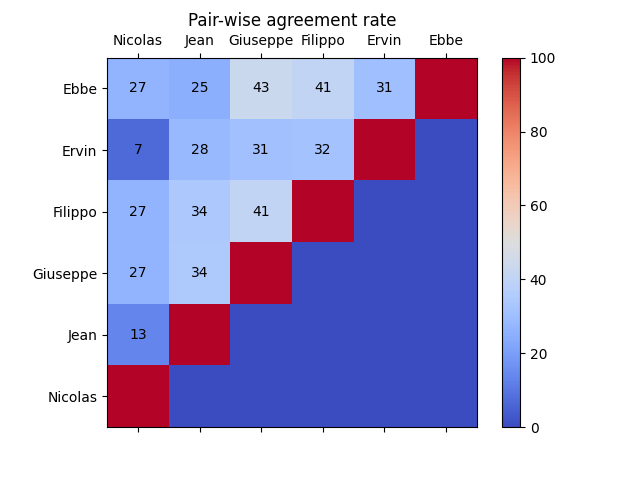 Pair-wise agreement rate
Nicolas Jean Giuseppe Filippo Ervin Ebbe
Ebbe 27 25 43 41 31
Ervin 7 28 31 32
Filippo 27 34 41
Giuseppe 27 34
Jean 13
Nicolas
100
80
60
40
20
0